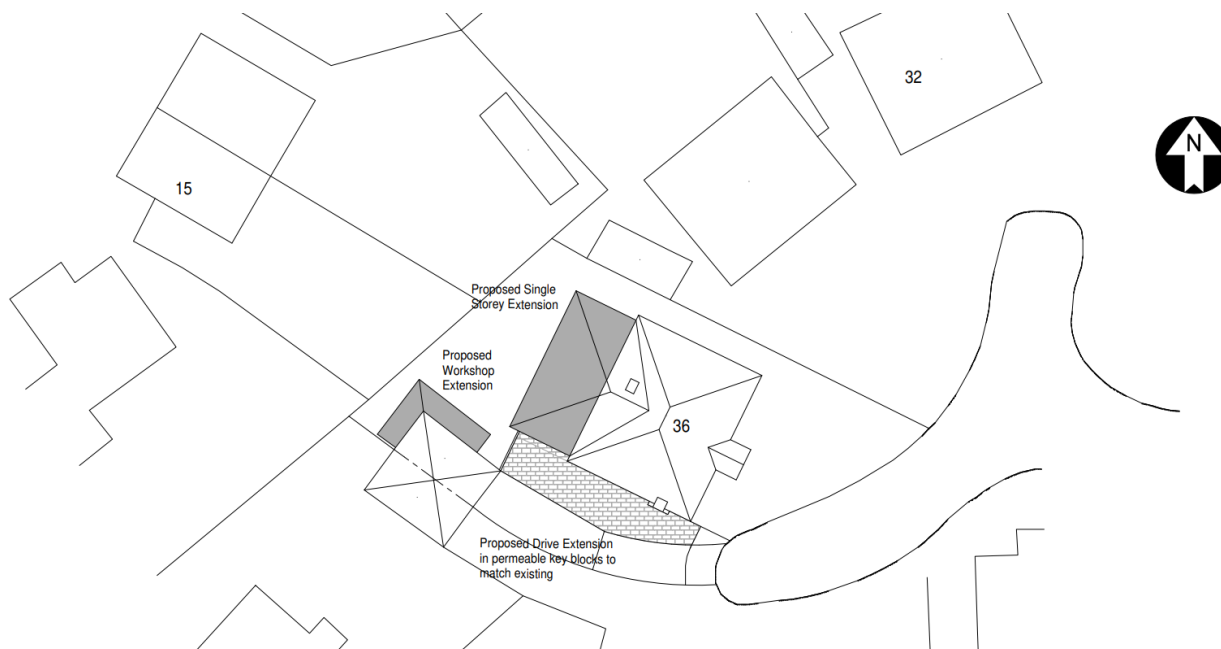 32
N
15
Proposed Single
Storey Extension
Proposed
Workshop
Extension
36
Proposed Drive Extension
in permeable key blocks to
match existing